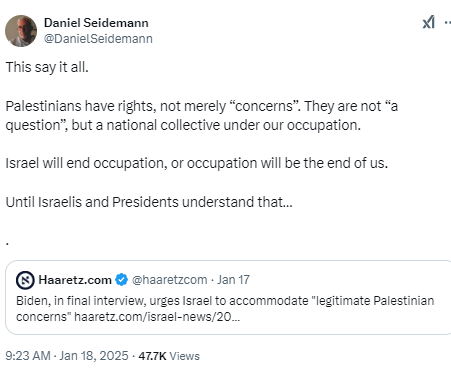 Daniel Seidemann
@DanielSeidemann
This say it all.
Palestinians have rights, not merely “concerns”. They are not “a
question”, but a national collective under our occupation.
Israel will end occupation, or occupation will be the end of us.
Until Israelis and Presidents understand that...
.
Haaretz.com @haaretzcom · Jan 17
Biden, in final interview, urges Israel to accommodate "legitimate Palestinian
concerns" haaretz.com/israel-news/20...
9:23 AM · Jan 18, 2025 · 47.7K Views